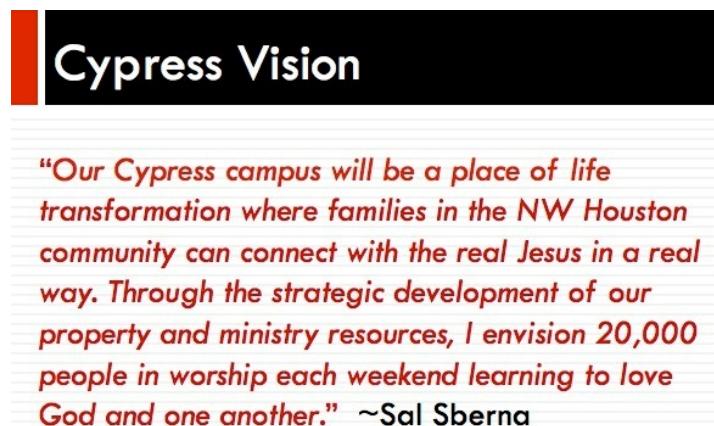 Cypress Vision
“Our Cypress campus will be a place of life
transformation where families in the NW Houston
community can connect with the real Jesus in a real
way. Through the strategic development of our
property and ministry resources, I envision 20,000
people in worship each weekend learning to love
God and one another.” ~Sal Sberna